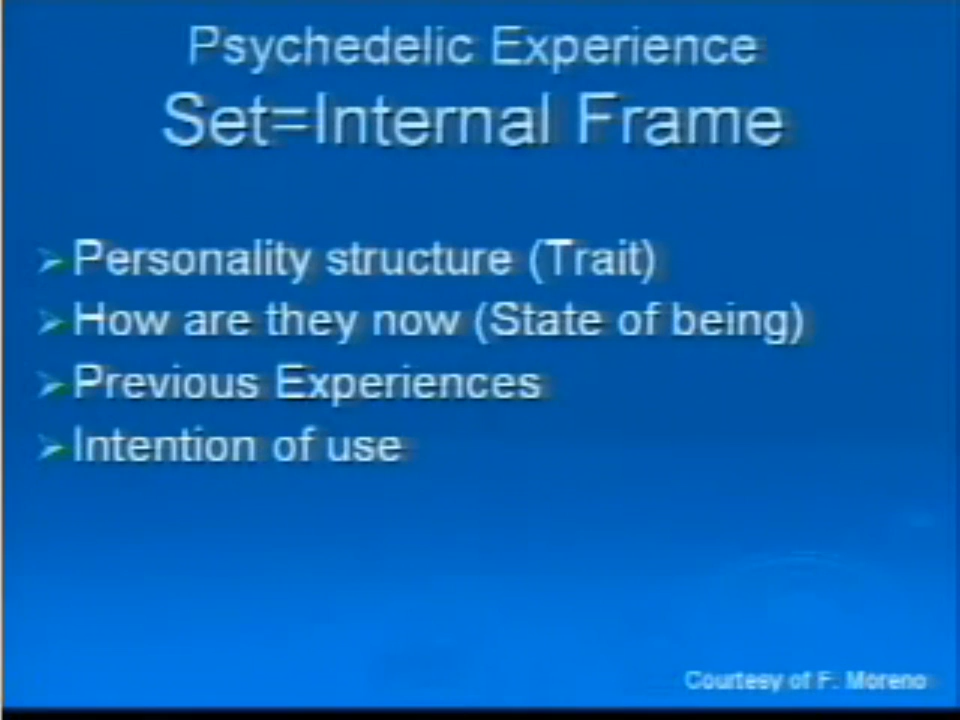 Psychedelic Experience
Set=Internal Frame
➢Personality structure (Trait)
➢How are they now (State of being)
➢Previous Experiences
➢Intention of use
Courtesy of F. Moreno